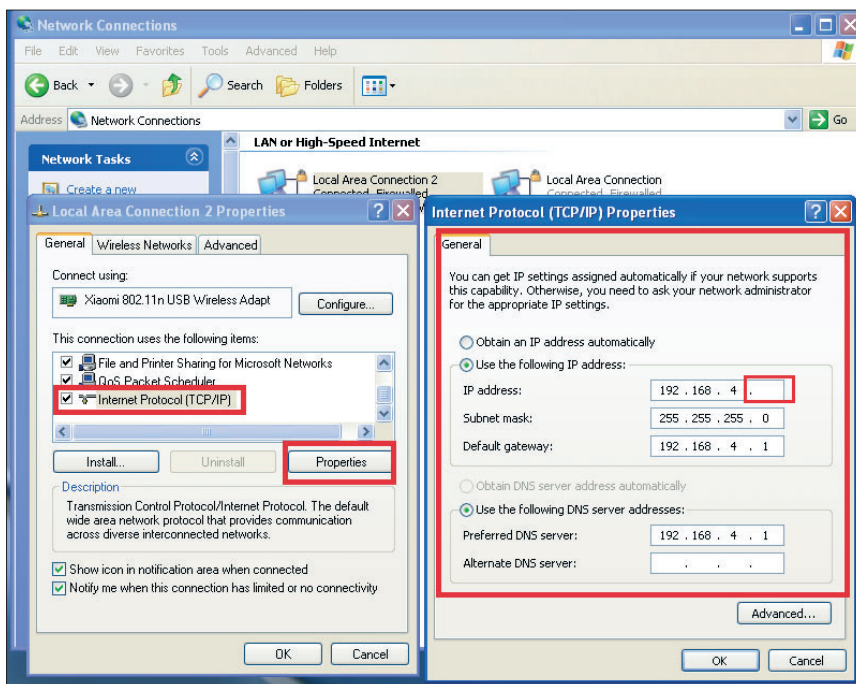 Network Connections
File Edit View Favorites Tools Advanced Help
Back Search Folders
Address Network Connections Go
Network Tasks
Create a new
LAN or High-Speed Internet
Local Area Connection 2
Connected, Firewalled
Local Area Connection
Connected, Firewalled
Local Area Connection 2 Properties
General Wireless Networks Advanced
Connect using:
Xiaomi 802.11n USB Wireless Adapt Configure...
This connection uses the following items:
File and Printer Sharing for Microsoft Networks
QoS Packet Scheduler
Internet Protocol (TCP/IP)
Install... Uninstall Properties
Description
Transmission Control Protocol/Internet Protocol. The default
wide area network protocol that provides communication
across diverse interconnected networks.
Show icon in notification area when connected
Notify me when this connection has limited or no connectivity
OK Cancel
Internet Protocol (TCP/IP) Properties
General
You can get IP settings assigned automatically if your network supports
this capability. Otherwise, you need to ask your network administrator
for the appropriate IP settings.
Obtain an IP address automatically
Use the following IP address:
IP address: 192 . 168 . 4 .
Subnet mask: 255 . 255 . 255 . 0
Default gateway: 192 . 168 . 4 . 1
Obtain DNS server address automatically
Use the following DNS server addresses:
Preferred DNS server: 192 . 168 . 4 . 1
Alternate DNS server: . . .
Advanced...
OK Cancel